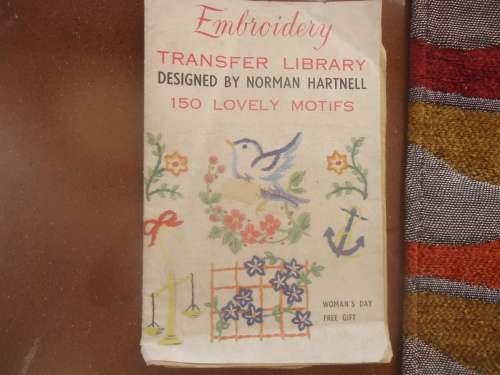 Embroidery
TRANSFER LIBRARY
DESIGNED BY NORMAN HARTNELL
150 LOVELY MOTIFS
WOMAN'S DAY
FREE GIFT